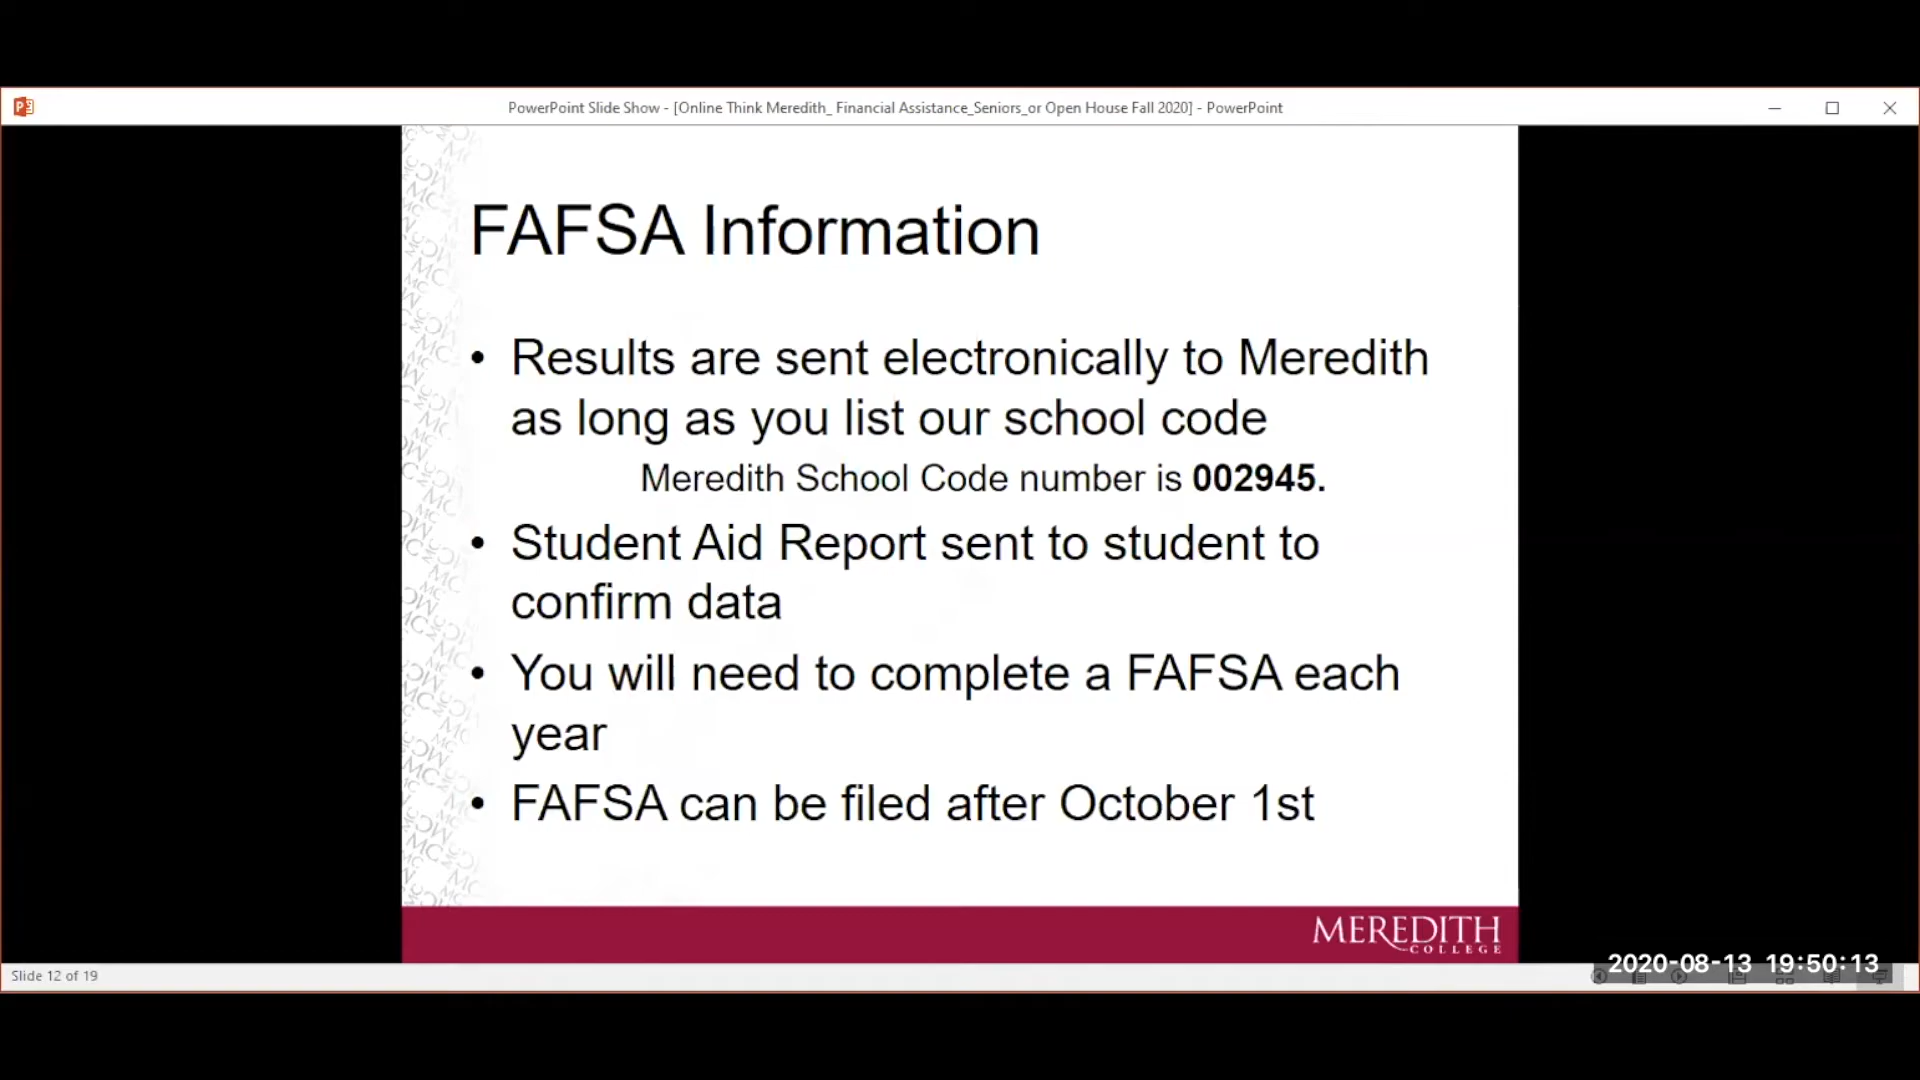 PowerPoint Slide Show - [Online Think Meredith_ Financial Assistance_Seniors_or Open House Fall 2020] - PowerPoint
FAFSA Information
• Results are sent electronically to Meredith
as long as you list our school code
Meredith School Code number is 002945.
• Student Aid Report sent to student to
confirm data
• You will need to complete a FAFSA each
year
• FAFSA can be filed after October 1st
MEREDITH
COLLEGE
2020-08-13 19:50:13
Slide 12 of 19